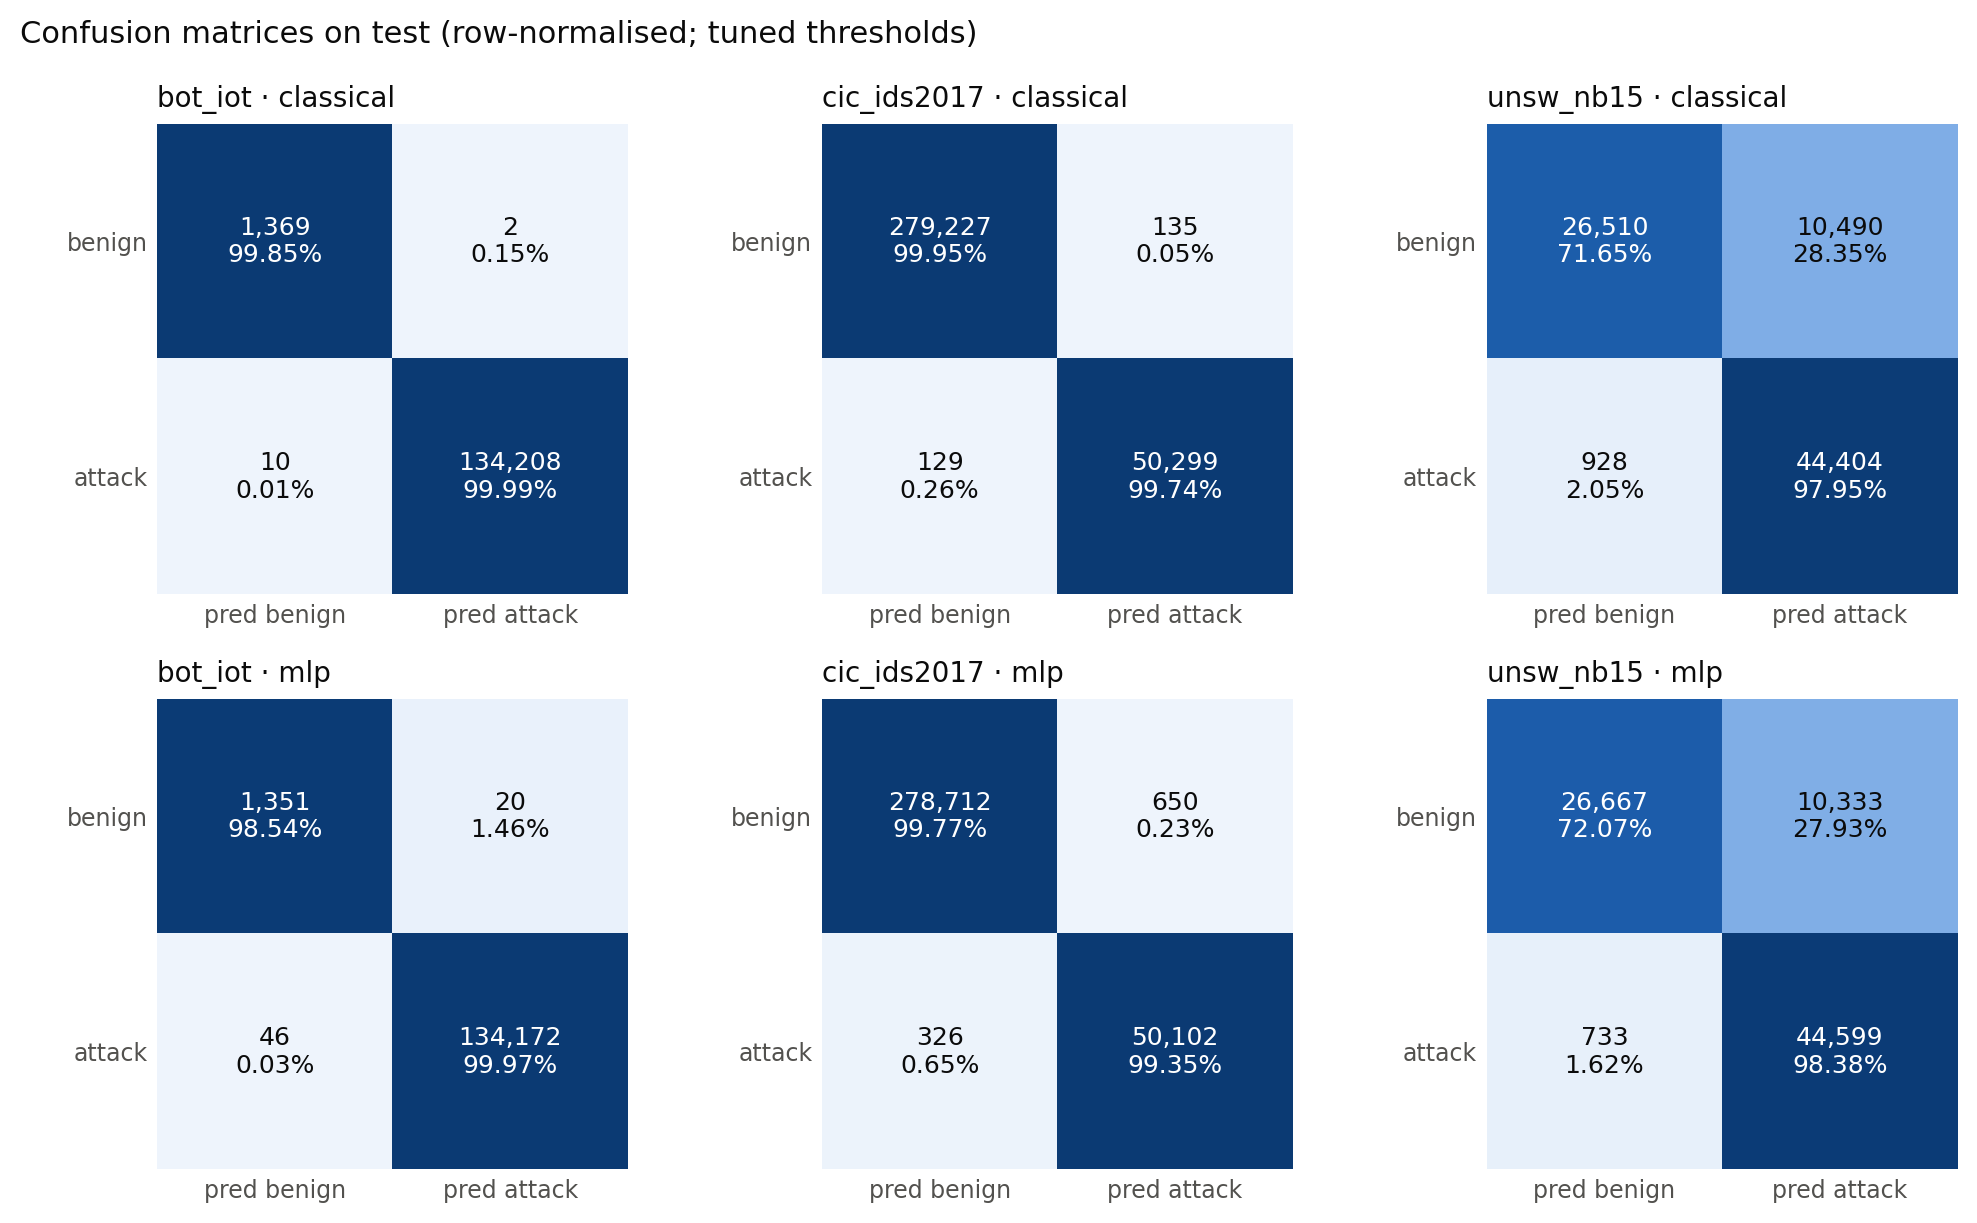 Confusion matrices on test (row-normalised; tuned thresholds)
bot_iot · classical
benign
1,369
99.85%
2
0.15%
attack
10
0.01%
134,208
99.99%
pred benign
pred attack
cic_ids2017 · classical
benign
279,227
99.95%
135
0.05%
attack
129
0.26%
50,299
99.74%
pred benign
pred attack
unsw_nb15 · classical
benign
26,510
71.65%
10,490
28.35%
attack
928
2.05%
44,404
97.95%
pred benign
pred attack
bot_iot · mlp
benign
1,351
98.54%
20
1.46%
attack
46
0.03%
134,172
99.97%
pred benign
pred attack
cic_ids2017 · mlp
benign
278,712
99.77%
650
0.23%
attack
326
0.65%
50,102
99.35%
pred benign
pred attack
unsw_nb15 · mlp
benign
26,667
72.07%
10,333
27.93%
attack
733
1.62%
44,599
98.38%
pred benign
pred attack